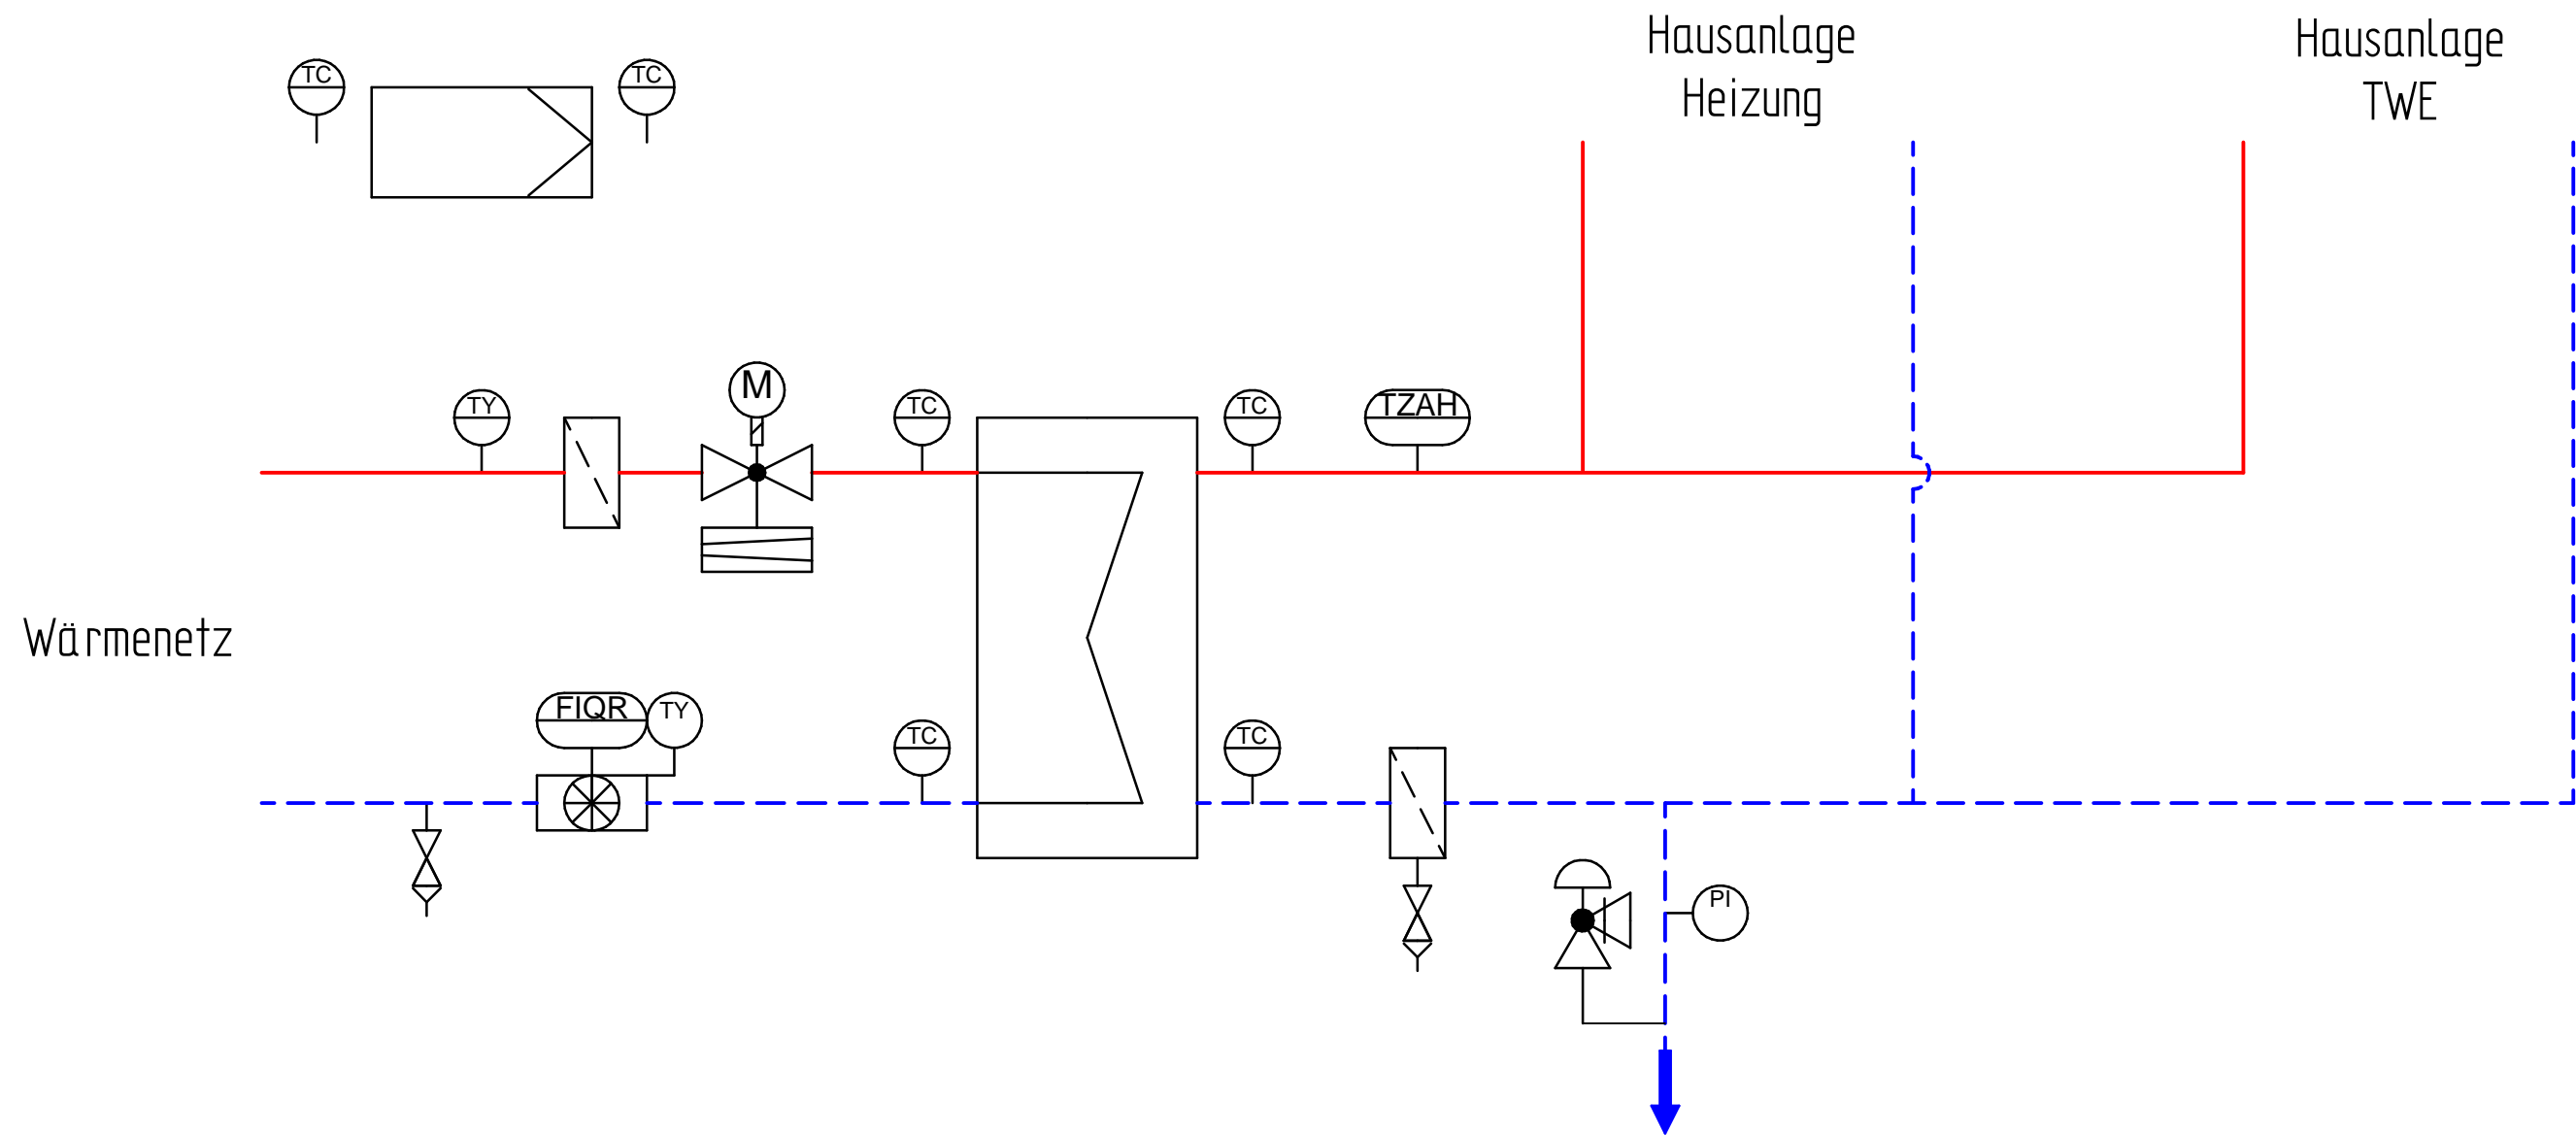 Hausanlage
Heizung
Hausanlage
TWE
TC
TC
M
TY
TC
TC
TZAH
Wärmenetz
FIQR
TY
TC
TC
PI